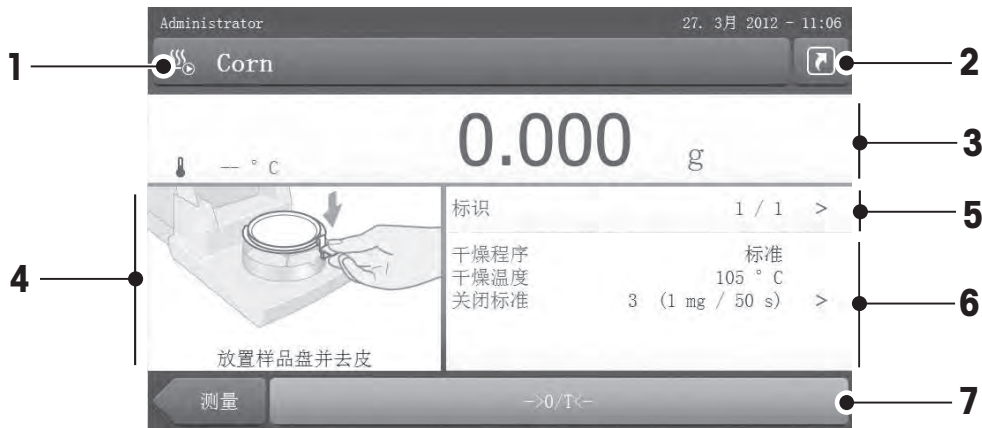 Administrator
27. 3月 2012 - 11:06
1
Corn
2
0.000 g
3
-- ° C
4
放置样品盘并去皮
标识 1 / 1 >
5
干燥程序 标准
干燥温度 105 ° C
关闭标准 3 (1 mg / 50 s) >
6
测量
->0/T<-
7